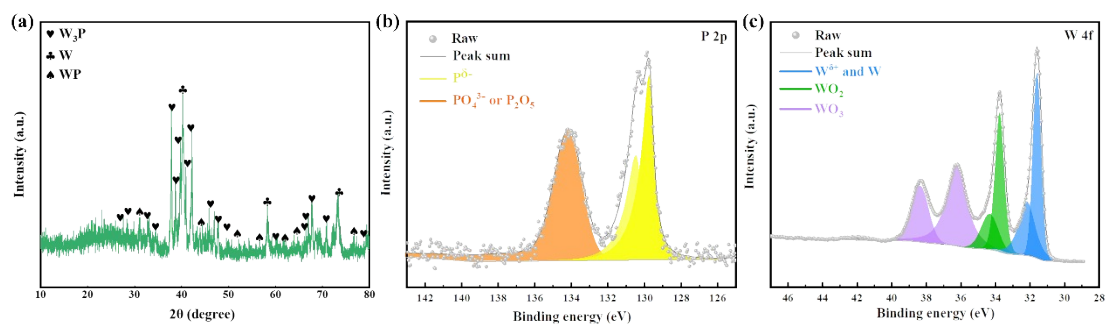 (a)
♥ W₃P
♣ W
♠ WP
Intensity (a.u.)
10 20 30 40 50 60 70 80
2θ (degree)
(b)
P 2p
Raw
Peak sum
Pᵟ⁻
PO₄³⁻ or P₂O₅
Intensity (a.u.)
142 140 138 136 134 132 130 128 126
Binding energy (eV)
(c)
W 4f
Raw
Peak sum
Wᵟ⁺ and W
WO₂
WO₃
Intensity (a.u.)
46 44 42 40 38 36 34 32 30 28
Binding energy (eV)